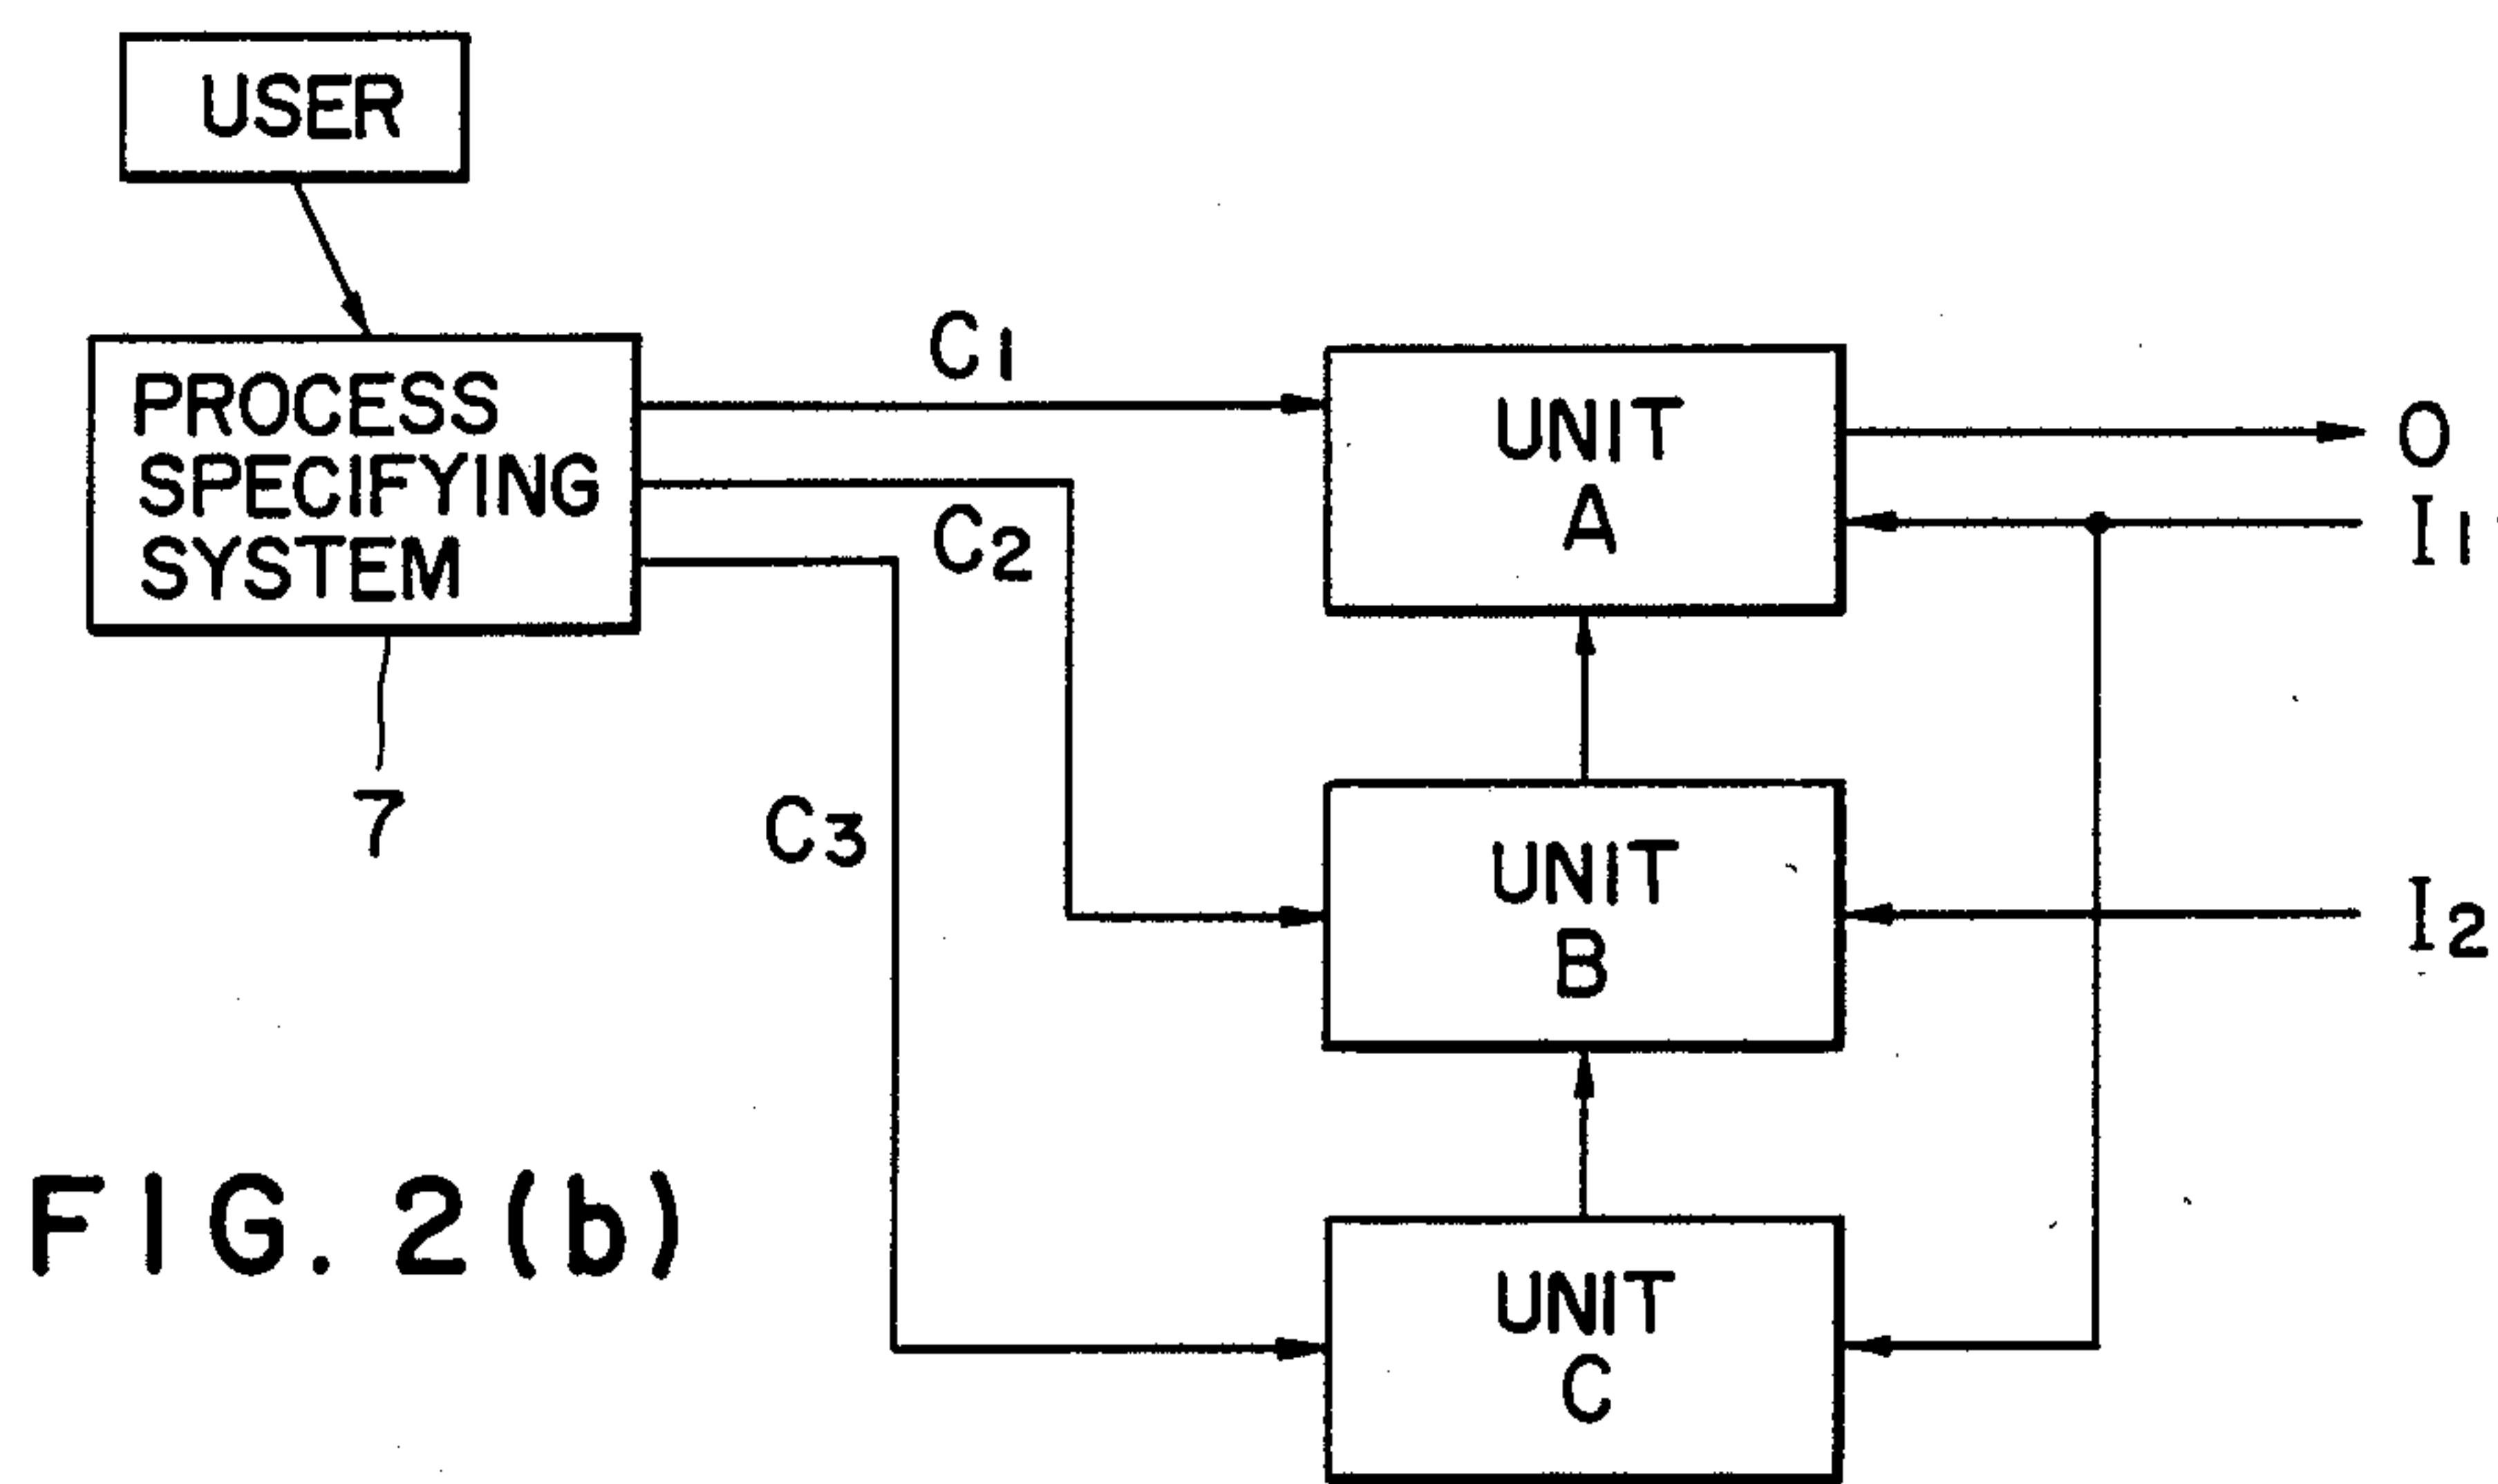 USER
PROCESS
SPECIFYING
SYSTEM
7
C1
C2
C3
UNIT
A
UNIT
B
UNIT
C
O
I1
I2
FIG. 2(b)